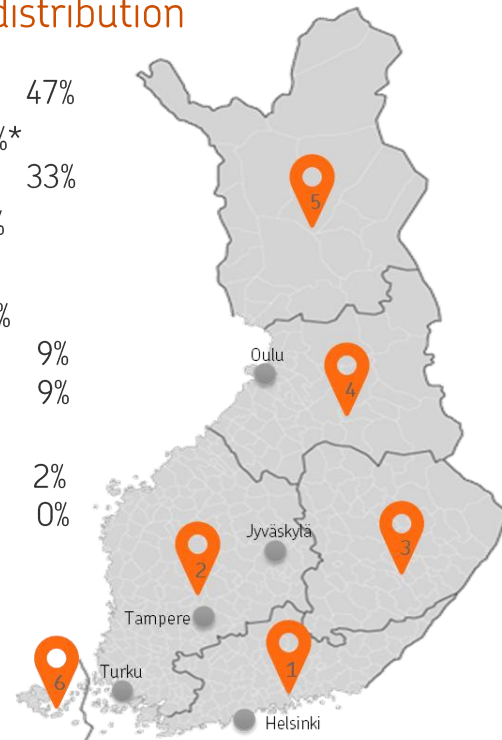 distribution
47%
%*
33%
%
%
9%
9%
2%
0%
5
Oulu
4
Jyväskylä
3
2
Tampere
1
Turku
6
Helsinki